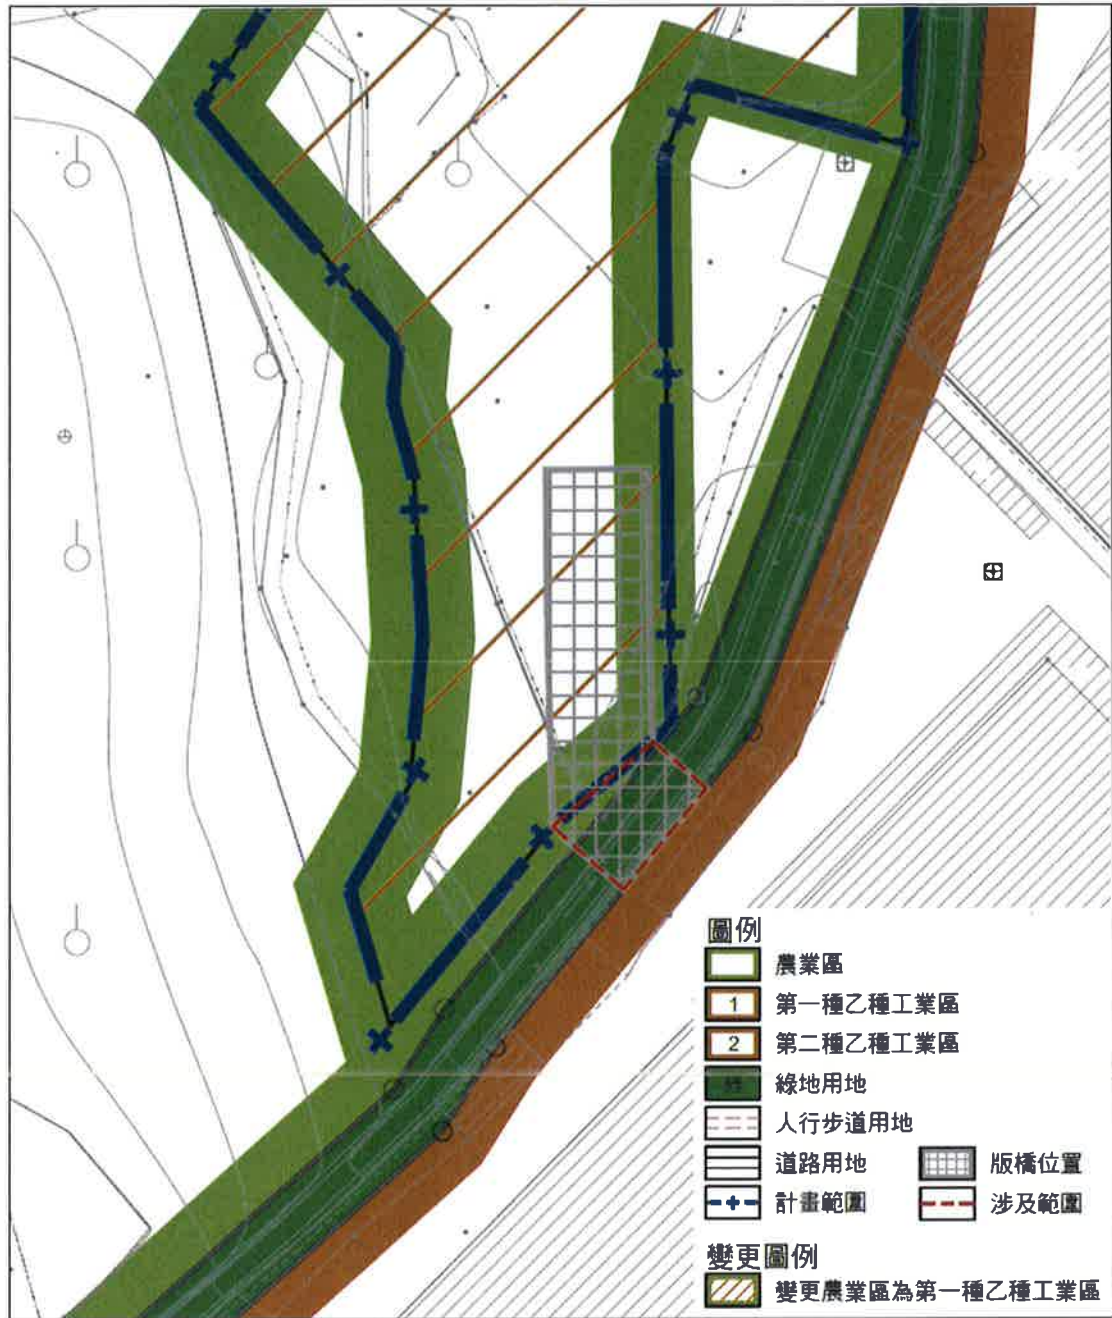 圖例
農業區
1 第一種乙種工業區
2 第二種乙種工業區
綠 綠地用地
人行步道用地
道路用地
版橋位置
計畫範圍
涉及範圍
變更圖例
變更農業區為第一種乙種工業區